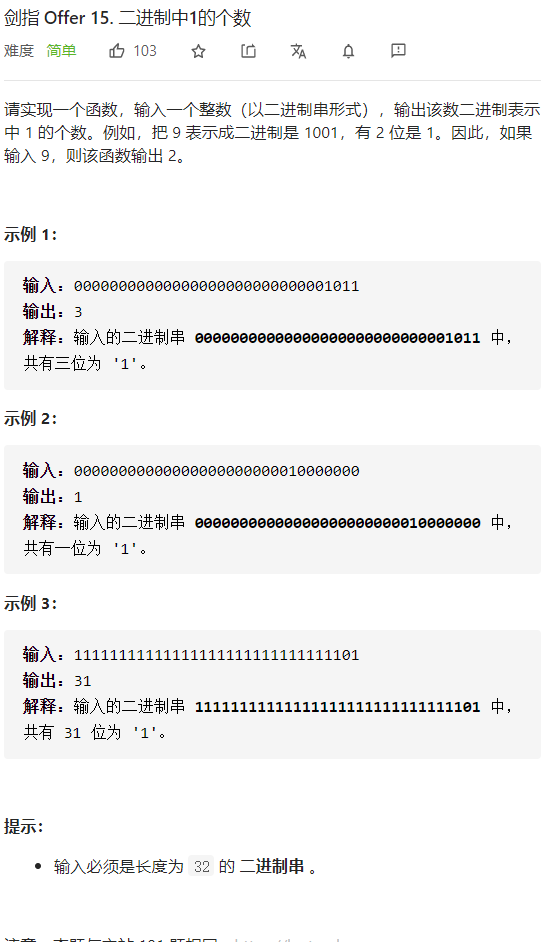 剑指 Offer 15. 二进制中1的个数
难度 简单 103
请实现一个函数，输入一个整数（以二进制串形式），输出该数二进制表示
中 1 的个数。例如，把 9 表示成二进制是 1001，有 2 位是 1。因此，如果
输入 9，则该函数输出 2。
示例 1：
输入：00000000000000000000000000001011
输出：3
解释：输入的二进制串 00000000000000000000000000001011 中，
共有三位为 '1'。
示例 2：
输入：00000000000000000000000010000000
输出：1
解释：输入的二进制串 00000000000000000000000010000000 中，
共有一位为 '1'。
示例 3：
输入：11111111111111111111111111111101
输出：31
解释：输入的二进制串 11111111111111111111111111111101 中，
共有 31 位为 '1'。
提示：
输入必须是长度为 32 的 二进制串 。